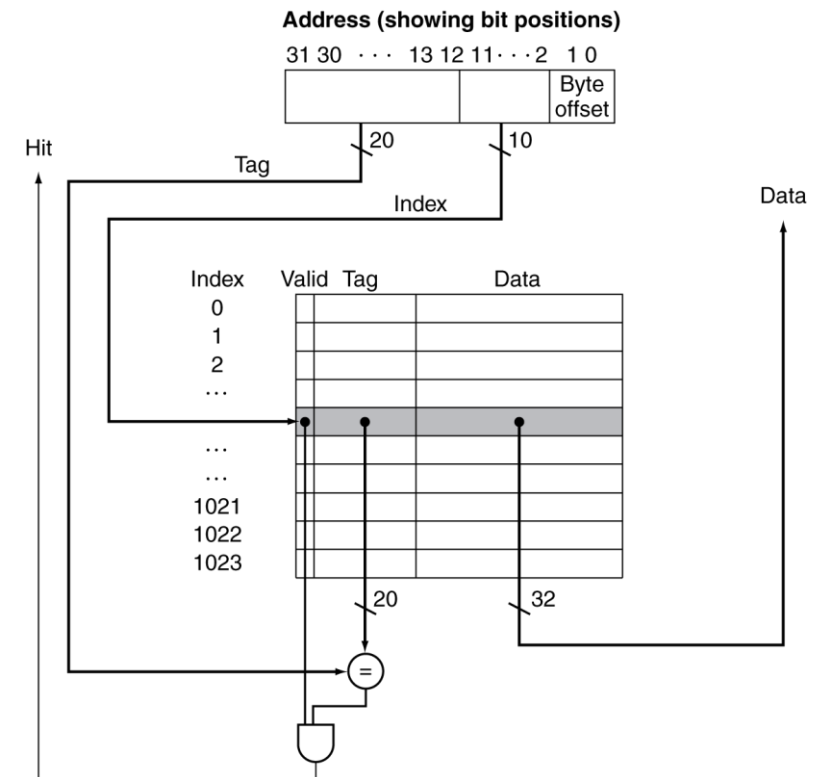 Address (showing bit positions)
31 30 · · · 13 12 11 · · · 2 1 0
Byte
offset
20
10
Hit
Tag
Data
Index
Index Valid Tag Data
0
1
2
...
...
...
1021
1022
1023
20
32
=